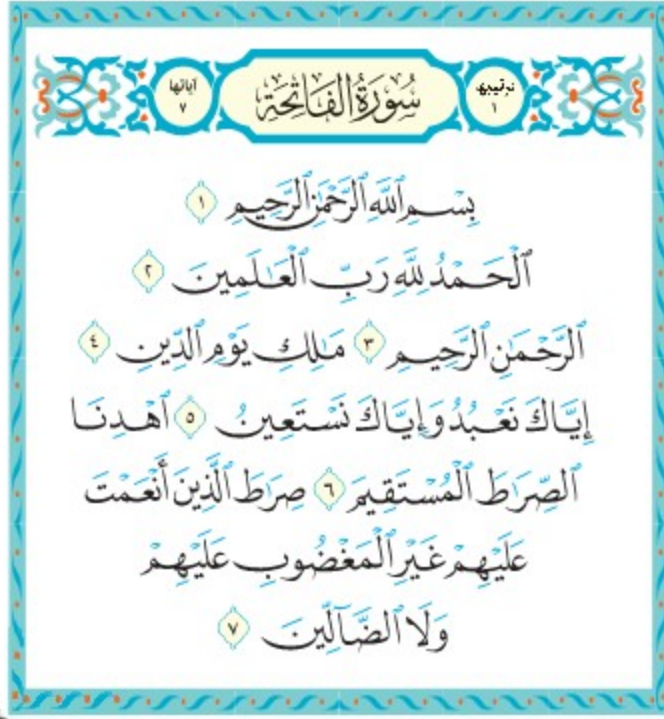 ترتيبها
١
سُورَةُ الفَاتِحَةِ
آياتها
٧
بِسْمِ ٱللَّهِ ٱلرَّحْمَٰنِ ٱلرَّحِيمِ ١
ٱلْحَمْدُ لِلَّهِ رَبِّ ٱلْعَٰلَمِينَ ٢
ٱلرَّحْمَٰنِ ٱلرَّحِيمِ ٣ مَٰلِكِ يَوْمِ ٱلدِّينِ ٤
إِيَّاكَ نَعْبُدُ وَإِيَّاكَ نَسْتَعِينُ ٥ ٱهْدِنَا
ٱلصِّرَٰطَ ٱلْمُسْتَقِيمَ ٦ صِرَٰطَ ٱلَّذِينَ أَنْعَمْتَ
عَلَيْهِمْ غَيْرِ ٱلْمَغْضُوبِ عَلَيْهِمْ
وَلَا ٱلضَّآلِّينَ ٧